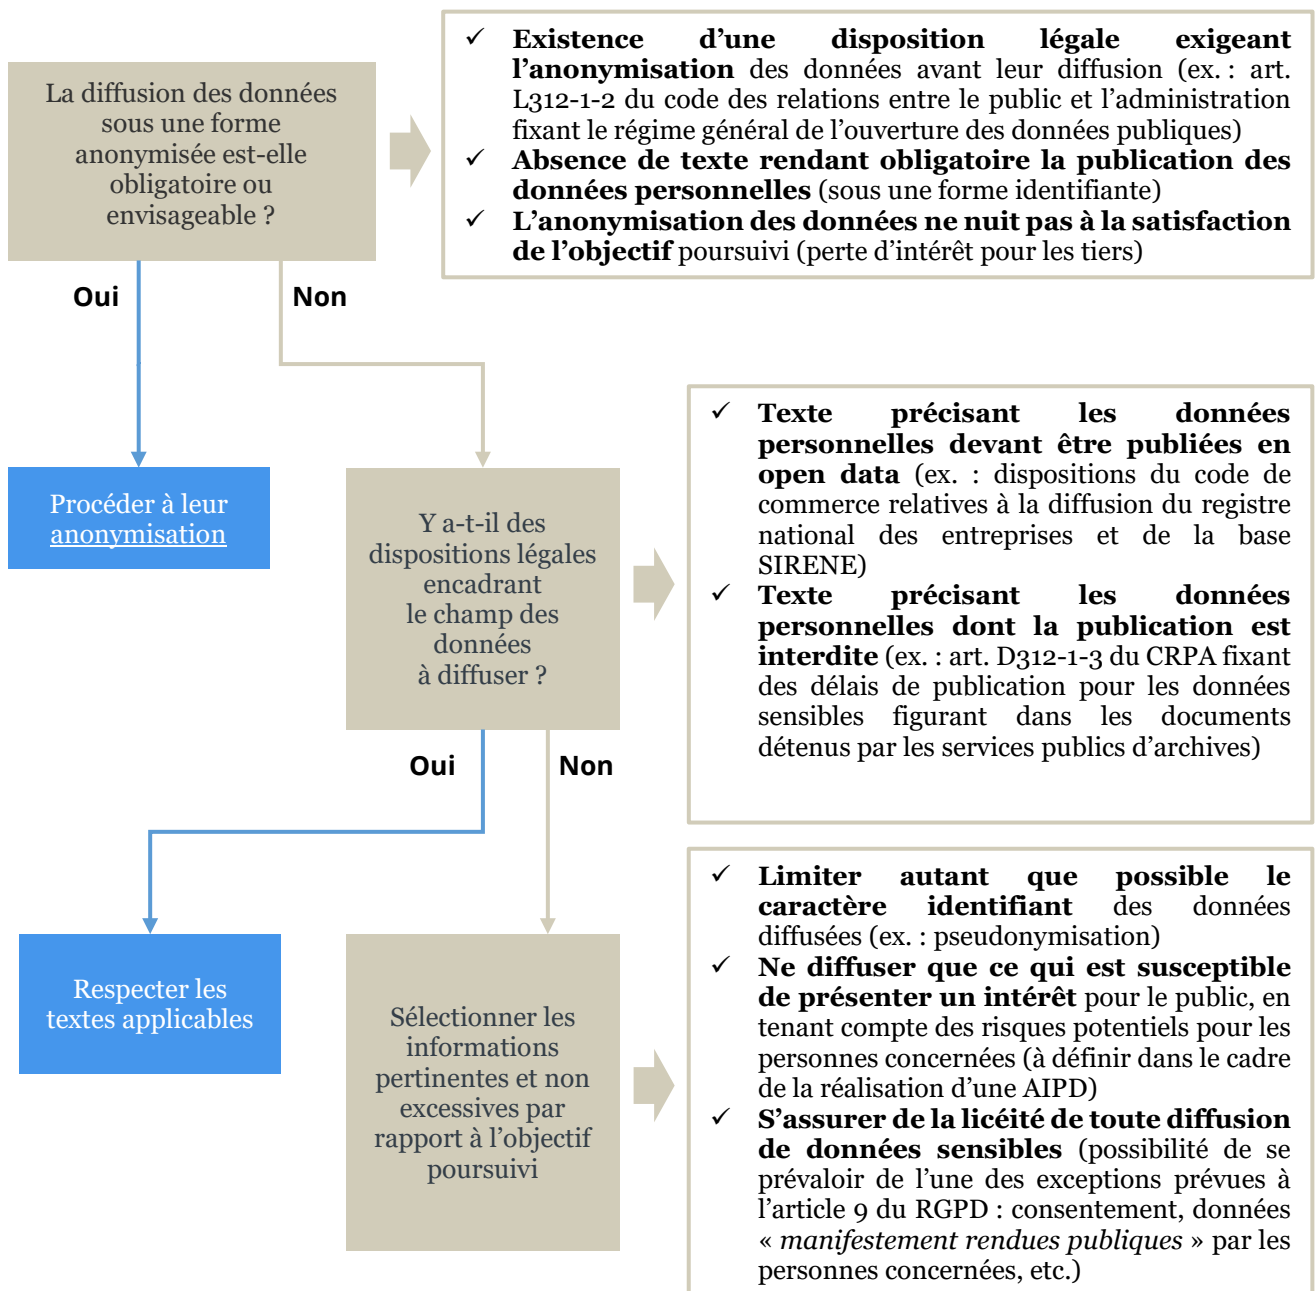 La diffusion des données
sous une forme
anonymisée est-elle
obligatoire ou
envisageable ?
✓ Existence d’une disposition légale exigeant
l’anonymisation des données avant leur diffusion (ex. : art.
L312-1-2 du code des relations entre le public et l’administration
fixant le régime général de l’ouverture des données publiques)
✓ Absence de texte rendant obligatoire la publication des
données personnelles (sous une forme identifiante)
✓ L’anonymisation des données ne nuit pas à la satisfaction
de l’objectif poursuivi (perte d’intérêt pour les tiers)
Oui
Non
Procéder à leur
anonymisation
Y a-t-il des
dispositions légales
encadrant
le champ des
données
à diffuser ?
✓ Texte précisant les données
personnelles devant être publiées en
open data (ex. : dispositions du code de
commerce relatives à la diffusion du registre
national des entreprises et de la base
SIRENE)
✓ Texte précisant les données
personnelles dont la publication est
interdite (ex. : art. D312-1-3 du CRPA fixant
des délais de publication pour les données
sensibles figurant dans les documents
détenus par les services publics d’archives)
Oui
Non
Respecter les
textes applicables
Sélectionner les
informations
pertinentes et non
excessives par
rapport à l’objectif
poursuivi
✓ Limiter autant que possible le
caractère identifiant des données
diffusées (ex. : pseudonymisation)
✓ Ne diffuser que ce qui est susceptible
de présenter un intérêt pour le public, en
tenant compte des risques potentiels pour les
personnes concernées (à définir dans le cadre
de la réalisation d’une AIPD)
✓ S’assurer de la licéité de toute diffusion
de données sensibles (possibilité de se
prévaloir de l’une des exceptions prévues à
l’article 9 du RGPD : consentement, données
« manifestement rendues publiques » par les
personnes concernées, etc.)